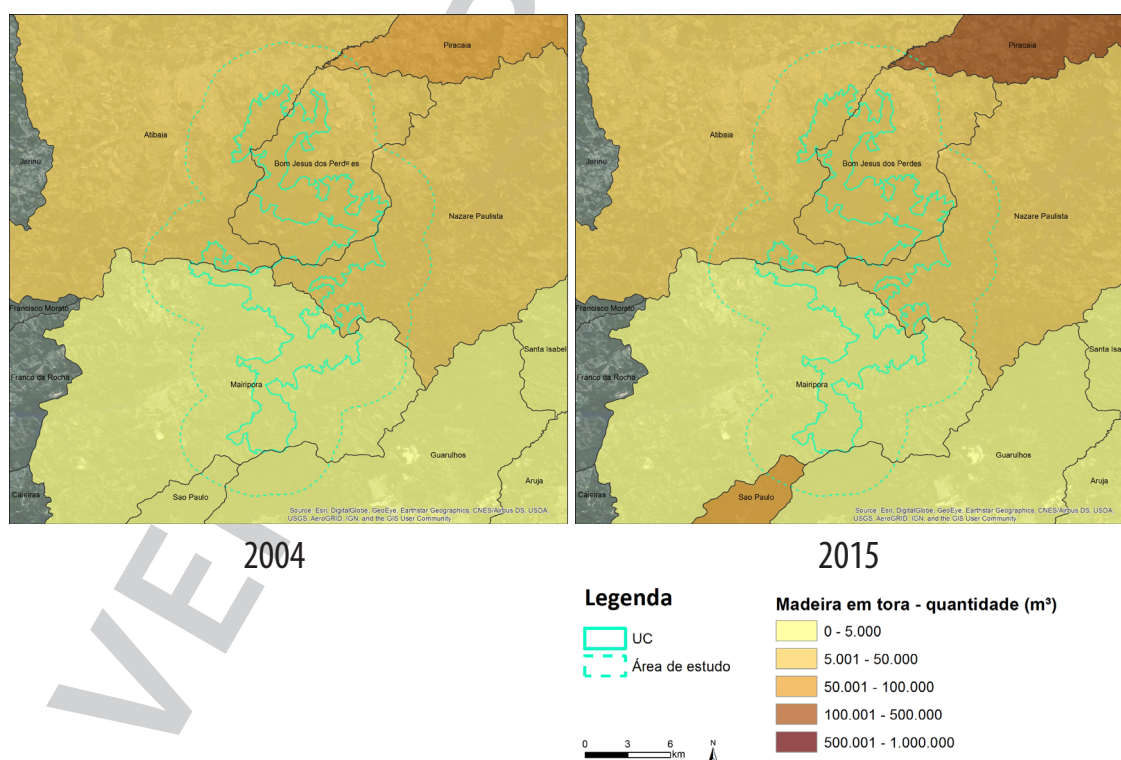 Piracaia
Atibaia
Jarinu
Bom Jesus dos Perdº es
Nazare Paulista
Francisco Morato
Santa Isabel
Franco da Rocha
Mairipora
Guarulhos
Aruja
Caieiras
Sao Paulo
Source: Esri, DigitalGlobe, GeoEye, Earthstar Geographics, CNES/Airbus DS, USDA,
USGS, AeroGRID, IGN, and the GIS User Community
2004
Piracaia
Atibaia
Jarinu
Bom Jesus dos Perdes
Nazare Paulista
Francisco Morato
Santa Isa
Franco da Rocha
Mairipora
Guarulhos
Aruja
Caieiras
Sao Paulo
Source: Esri, DigitalGlobe, GeoEye, Earthstar Geographics, CNES/Airbus DS, USDA,
USGS, AeroGRID, IGN, and the GIS User Community
2015
Legenda
UC
Área de estudo
0 3 6
km
N
Madeira em tora - quantidade (m³)
0 - 5.000
5.001 - 50.000
50.001 - 100.000
100.001 - 500.000
500.001 - 1.000.000